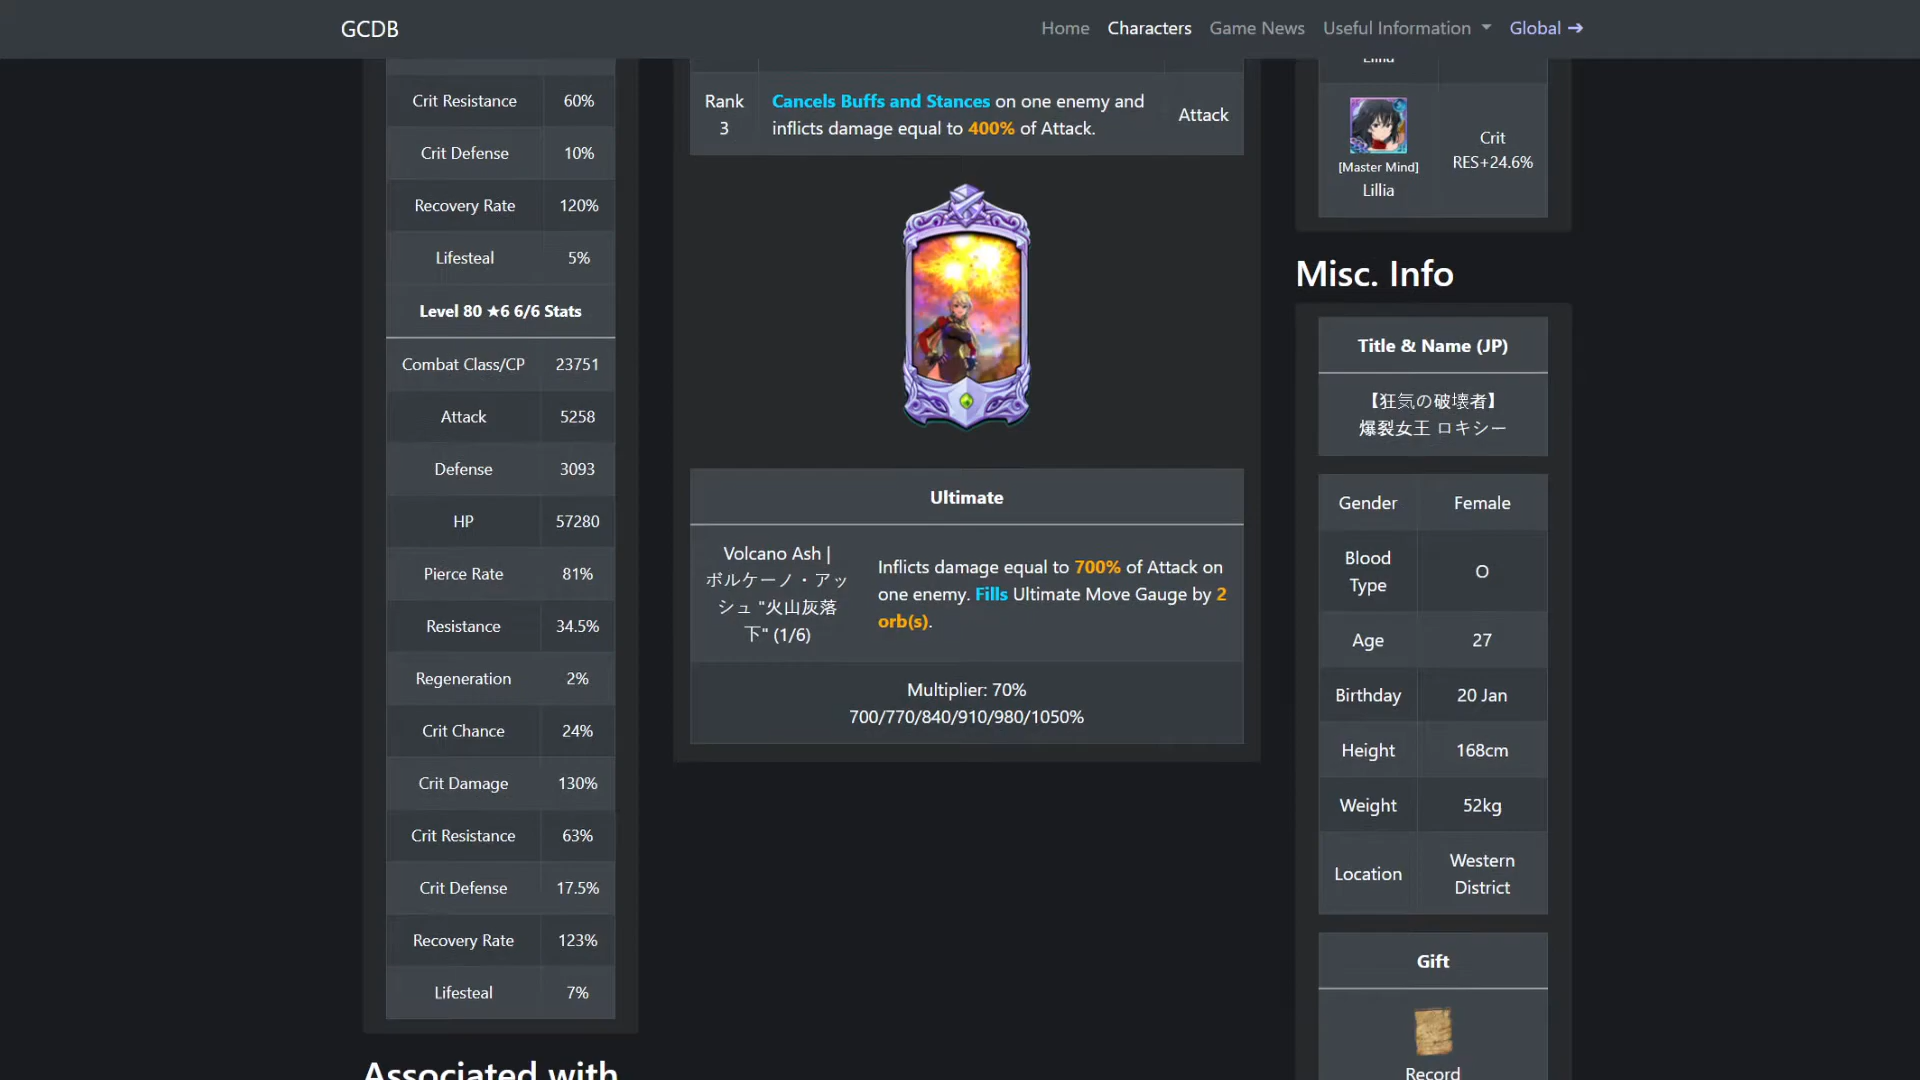 GCDB
Home
Characters
Game News
Useful Information
Global ➔
Crit Resistance 60%
Crit Defense 10%
Recovery Rate 120%
Lifesteal 5%
Level 80 ★6 6/6 Stats
Combat Class/CP 23751
Attack 5258
Defense 3093
HP 57280
Pierce Rate 81%
Resistance 34.5%
Regeneration 2%
Crit Chance 24%
Crit Damage 130%
Crit Resistance 63%
Crit Defense 17.5%
Recovery Rate 123%
Lifesteal 7%
Associated with
Rank
3
Cancels Buffs and Stances on one enemy and
inflicts damage equal to 400% of Attack.
Attack
Ultimate
Volcano Ash |
ボルケーノ・アッ
シュ "火山灰落
下" (1/6)
Inflicts damage equal to 700% of Attack on
one enemy. Fills Ultimate Move Gauge by 2
orb(s).
Multiplier: 70%
700/770/840/910/980/1050%
[Master Mind]
Lillia
Crit
RES+24.6%
Misc. Info
Title & Name (JP)
【狂気の破壊者】
爆裂女王 ロキシー
Gender Female
Blood
Type
O
Age 27
Birthday 20 Jan
Height 168cm
Weight 52kg
Location
Western
District
Gift
Record